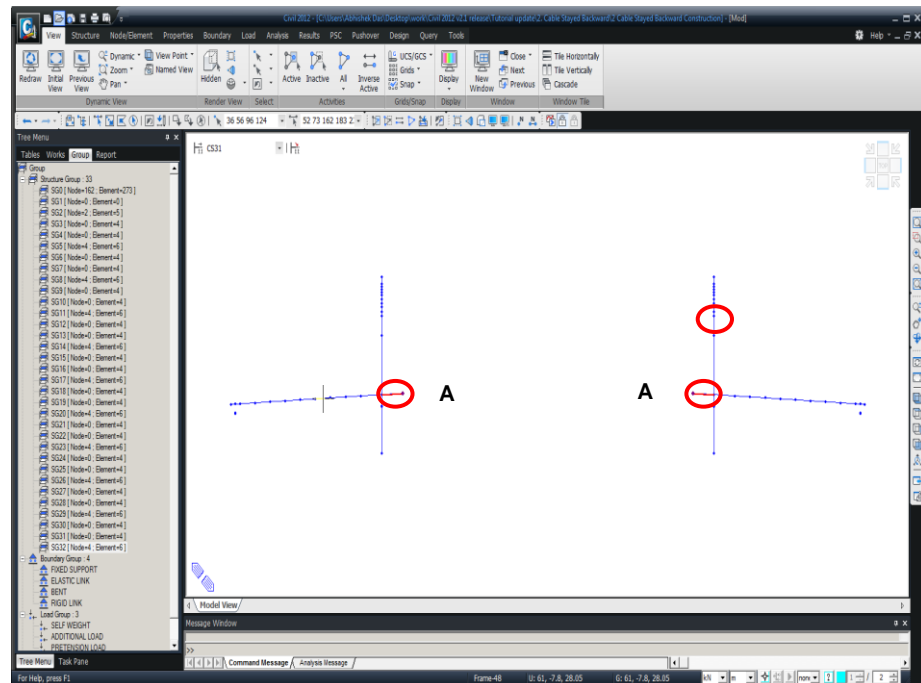 Civil 2012 - [C:\Users\Abhishek Das\Desktop\work\Civil 2012 v2.1 release\Tutorial update\2. Cable Stayed Backward\2 Cable Stayed Backward Construction] - [Mod]
View Structure Node/Element Properties Boundary Load Analysis Results PSC Pushover Design Query Tools Help
Redraw Initial View Previous View Dynamic View Point Zoom Named View Pan Hidden Active Inactive All Inverse Active UCS/GCS Grids Snap Display New Window Close Next Previous Tile Horizontally Tile Vertically Cascade
Dynamic View Render View Select Activities Grids/Snap Display Window Window Tile
36 56 96 124 52 73 162 183 2
Tree Menu
Tables Works Group Report
CS31
Group
Structure Group : 33
SG0 [ Node=162 ; Element=273 ]
SG1 [ Node=0 ; Element=0 ]
SG2 [ Node=2 ; Element=5 ]
SG3 [ Node=0 ; Element=4 ]
SG4 [ Node=0 ; Element=4 ]
SG5 [ Node=4 ; Element=6 ]
SG6 [ Node=0 ; Element=4 ]
SG7 [ Node=0 ; Element=4 ]
SG8 [ Node=4 ; Element=6 ]
SG9 [ Node=0 ; Element=4 ]
SG10 [ Node=0 ; Element=4 ]
SG11 [ Node=4 ; Element=6 ]
SG12 [ Node=0 ; Element=4 ]
SG13 [ Node=0 ; Element=4 ]
SG14 [ Node=4 ; Element=6 ]
SG15 [ Node=0 ; Element=4 ]
SG16 [ Node=0 ; Element=4 ]
SG17 [ Node=4 ; Element=6 ]
SG18 [ Node=0 ; Element=4 ]
SG19 [ Node=0 ; Element=4 ]
SG20 [ Node=4 ; Element=6 ]
SG21 [ Node=0 ; Element=4 ]
SG22 [ Node=0 ; Element=4 ]
SG23 [ Node=4 ; Element=6 ]
SG24 [ Node=0 ; Element=4 ]
SG25 [ Node=0 ; Element=4 ]
SG26 [ Node=4 ; Element=6 ]
SG27 [ Node=0 ; Element=4 ]
SG28 [ Node=0 ; Element=4 ]
SG29 [ Node=4 ; Element=6 ]
SG30 [ Node=0 ; Element=4 ]
SG31 [ Node=0 ; Element=4 ]
SG32 [ Node=4 ; Element=6 ]
Boundary Group : 4
FIXED SUPPORT
ELASTIC LINK
BENT
RIGID LINK
Load Group : 3
SELF WEIGHT
ADDITIONAL LOAD
PRETENSION LOAD
A A
Model View
Message Window
>>
Tree Menu Task Pane
Command Message Analysis Message
For Help, press F1
Frame-48 U: 61, -7.8, 28.05 G: 61, -7.8, 28.05 kN m non 1 / 2